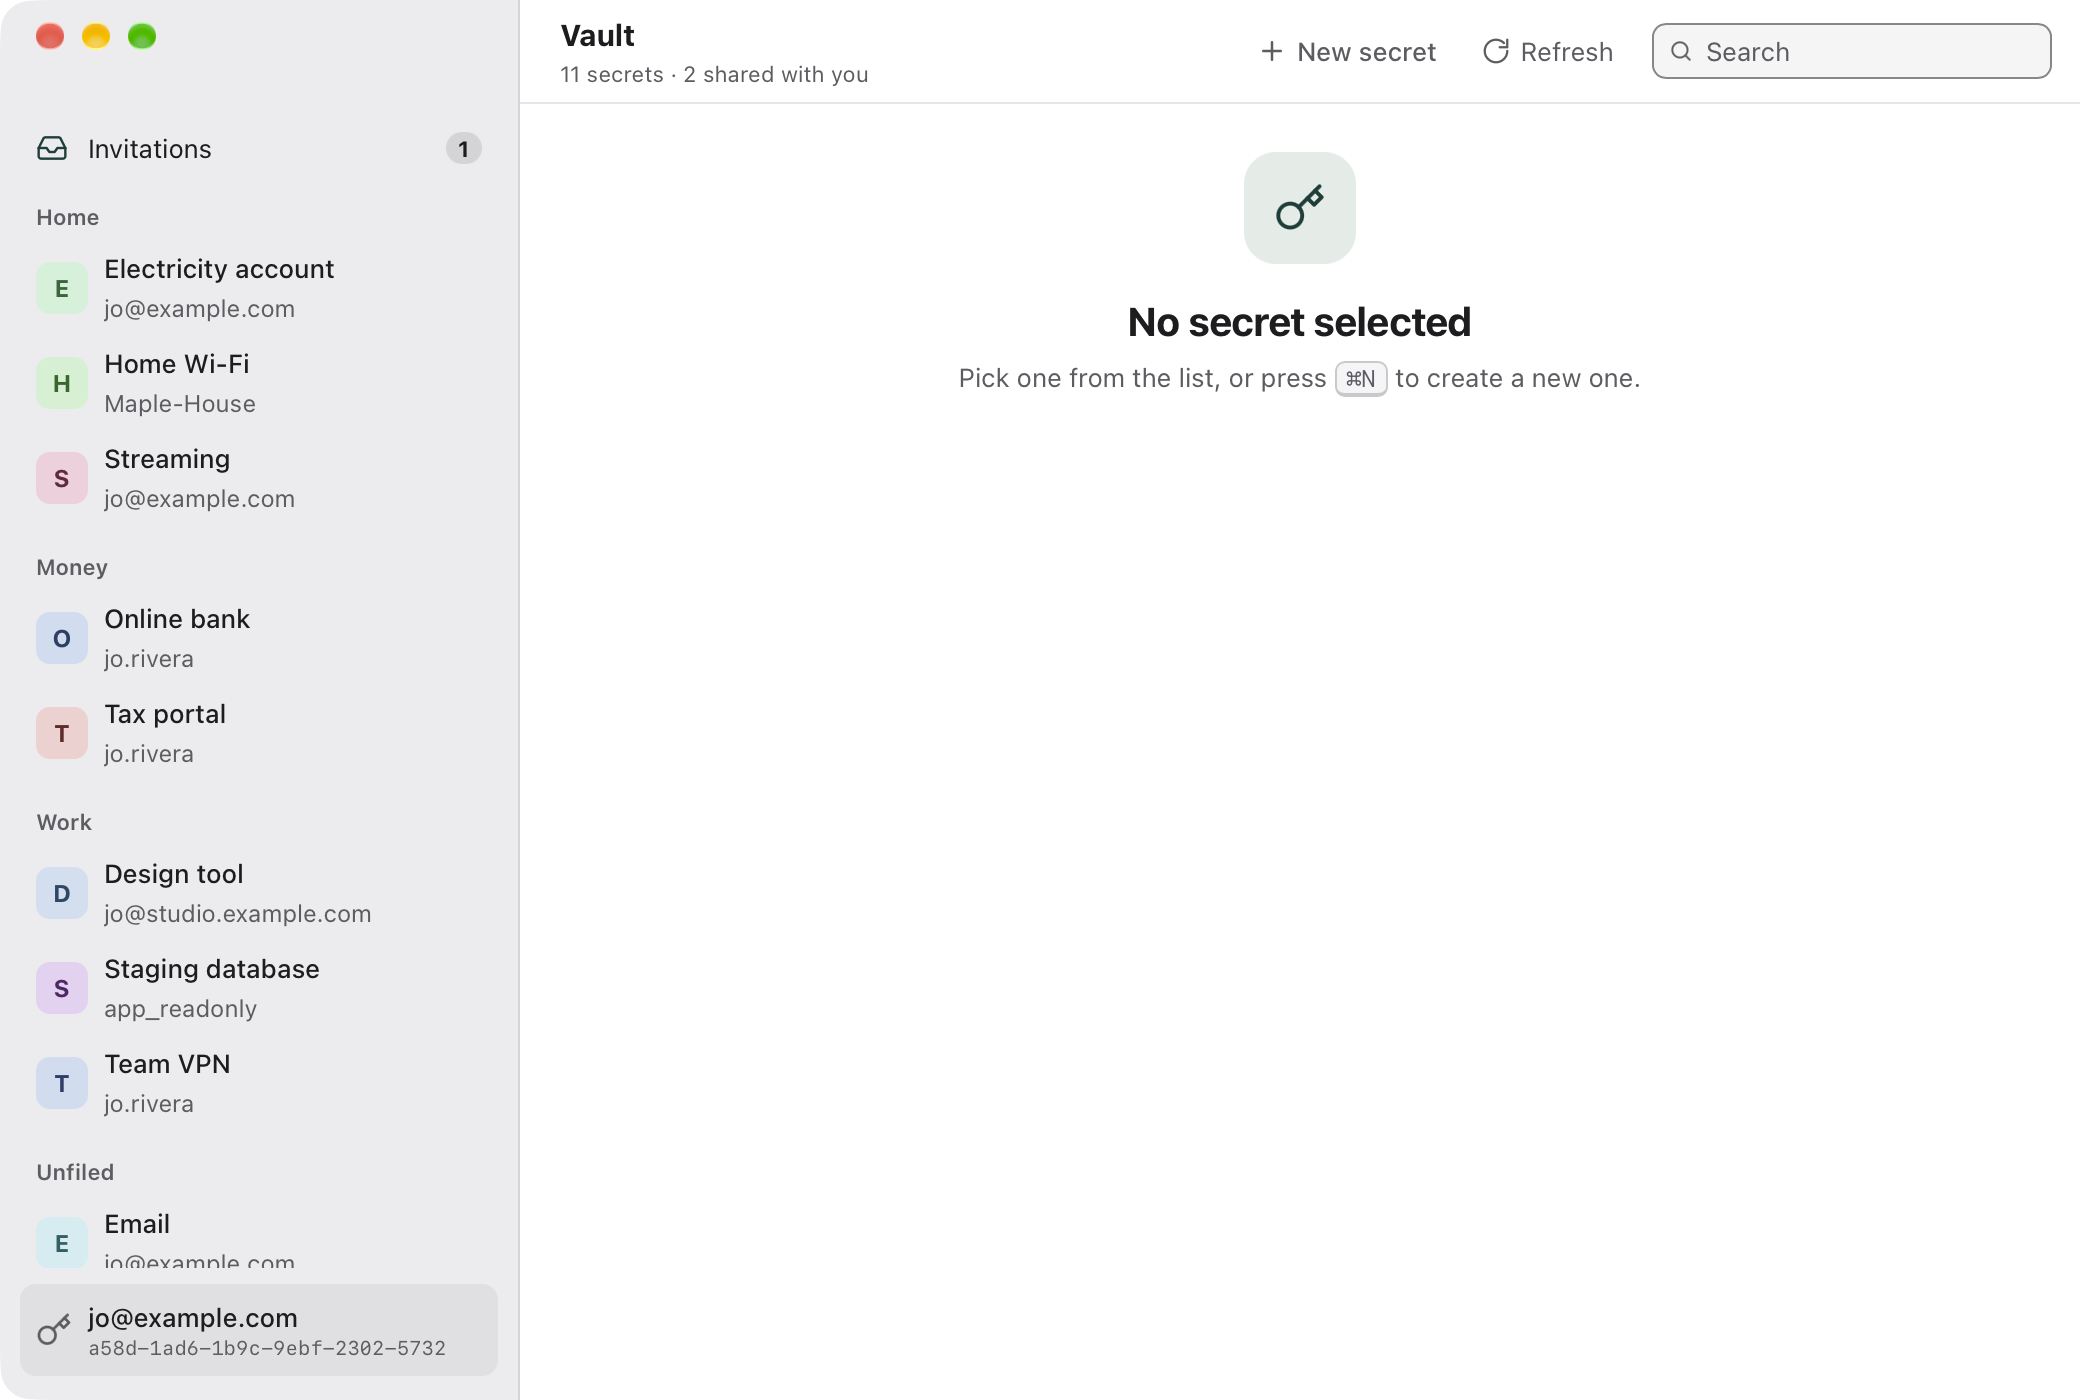 Invitations
1
Home
E
Electricity account
jo@example.com
H
Home Wi-Fi
Maple-House
S
Streaming
jo@example.com
Money
O
Online bank
jo.rivera
T
Tax portal
jo.rivera
Work
D
Design tool
jo@studio.example.com
S
Staging database
app_readonly
T
Team VPN
jo.rivera
Unfiled
E
Email
jo@example.com
jo@example.com
a58d-1ad6-1b9c-9ebf-2302-5732
Vault
11 secrets · 2 shared with you
New secret
Refresh
Search
No secret selected
Pick one from the list, or press ⌘N to create a new one.